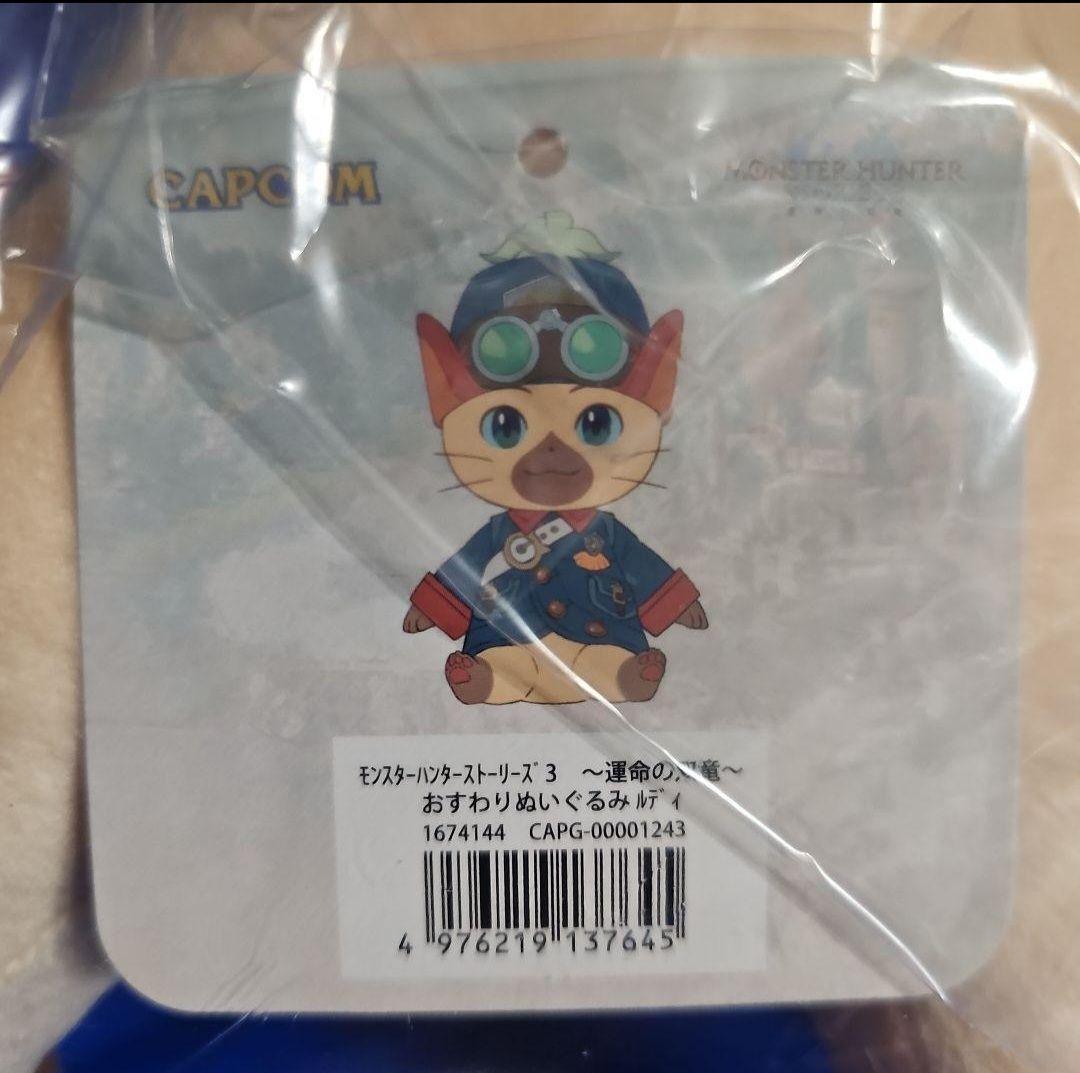 CAPCOM
MONSTER HUNTER
ﾓﾝｽﾀｰﾊﾝﾀｰｽﾄｰﾘｰｽﾞ3　～運命の双竜～
おすわりぬいぐるみ ﾙﾃﾞｨ
1674144 CAPG-00001243
4 976219 137645